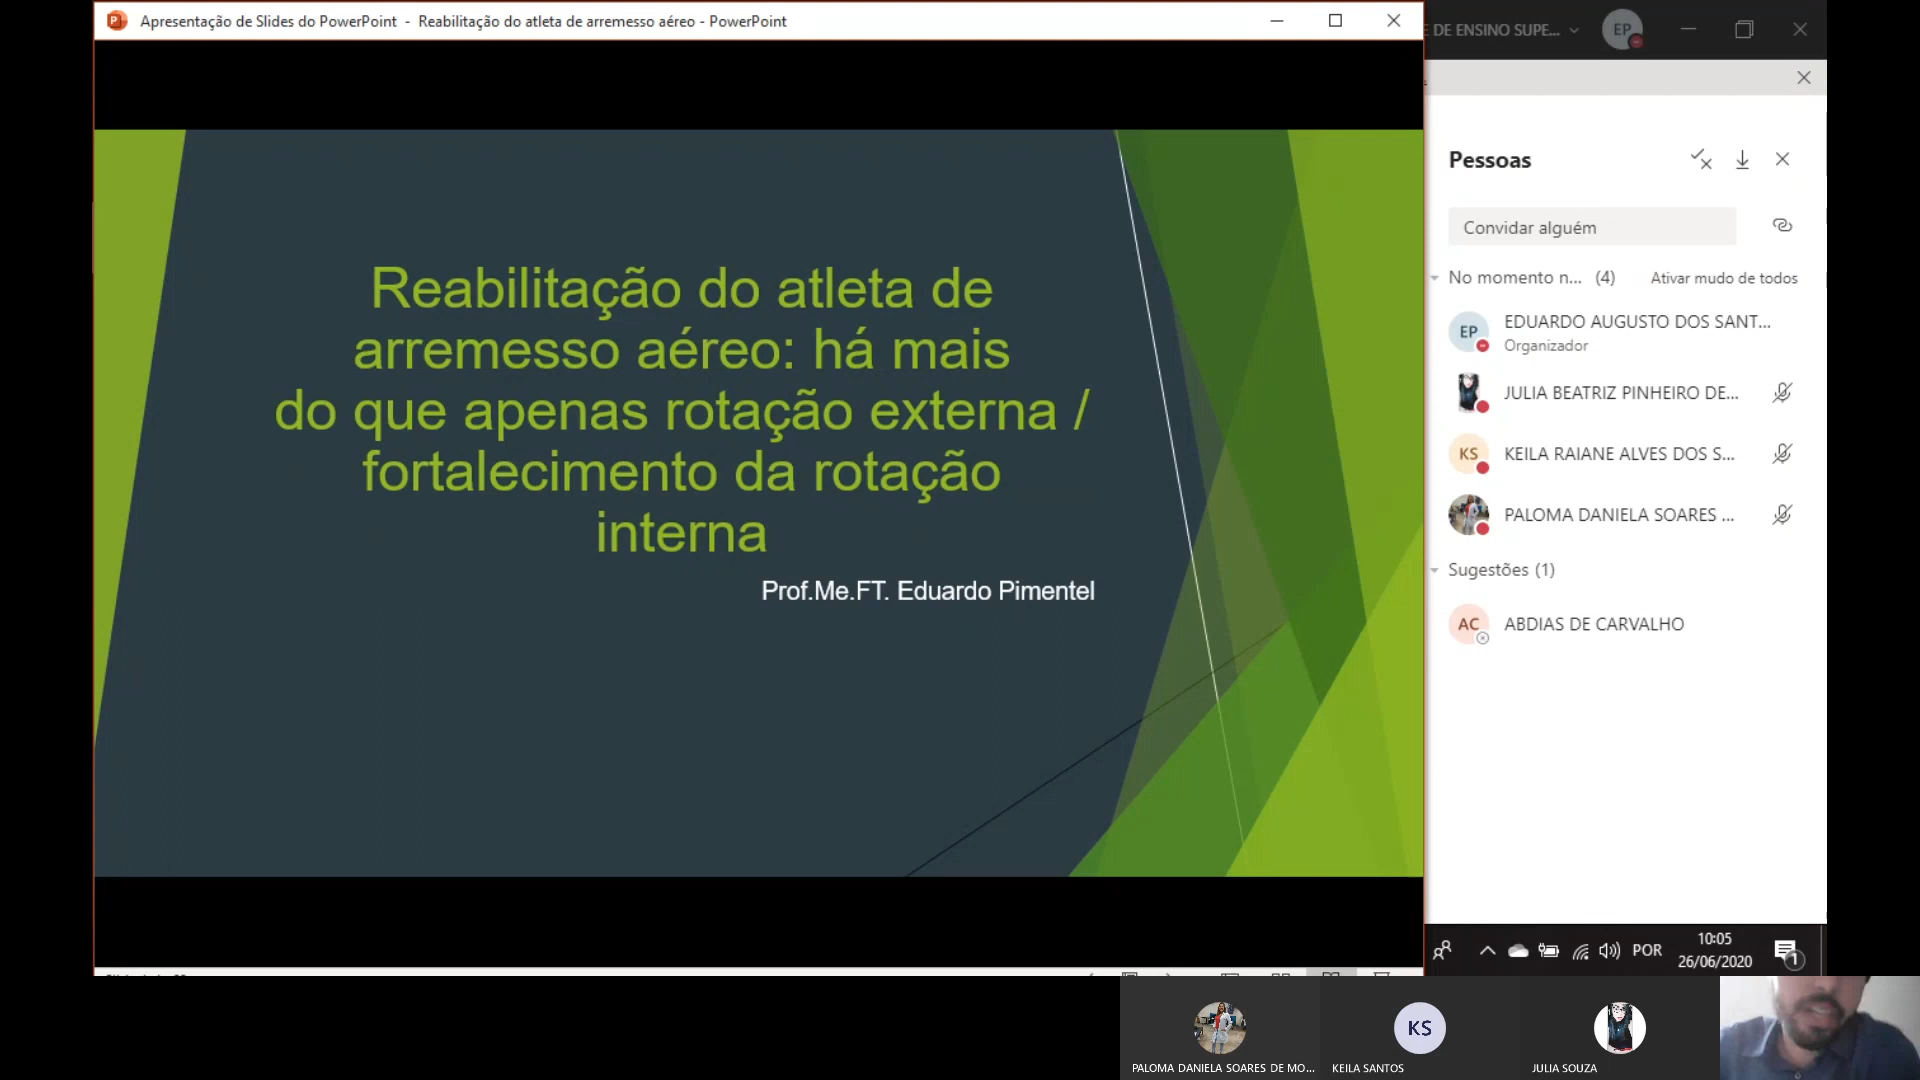 Apresentação de Slides do PowerPoint - Reabilitação do atleta de arremesso aéreo - PowerPoint
DE ENSINO SUPE...
EP
Reabilitação do atleta de
arremesso aéreo: há mais
do que apenas rotação externa /
fortalecimento da rotação
interna
Prof.Me.FT. Eduardo Pimentel
Pessoas
Convidar alguém
No momento n... (4) Ativar mudo de todos
EP EDUARDO AUGUSTO DOS SANT...
Organizador
JULIA BEATRIZ PINHEIRO DE...
KS KEILA RAIANE ALVES DOS S...
PALOMA DANIELA SOARES ...
Sugestões (1)
AC ABDIAS DE CARVALHO
POR
10:05
26/06/2020
1
KS
PALOMA DANIELA SOARES DE MO...
KEILA SANTOS
JULIA SOUZA